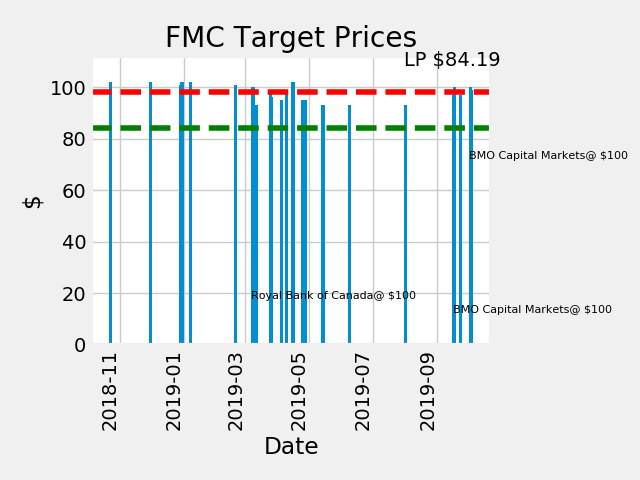 FMC Target Prices
LP $84.19
100
80
60
40
20
0
$
BMO Capital Markets@ $100
Royal Bank of Canada@ $100
BMO Capital Markets@ $100
2018-11
2019-01
2019-03
2019-05
2019-07
2019-09
Date